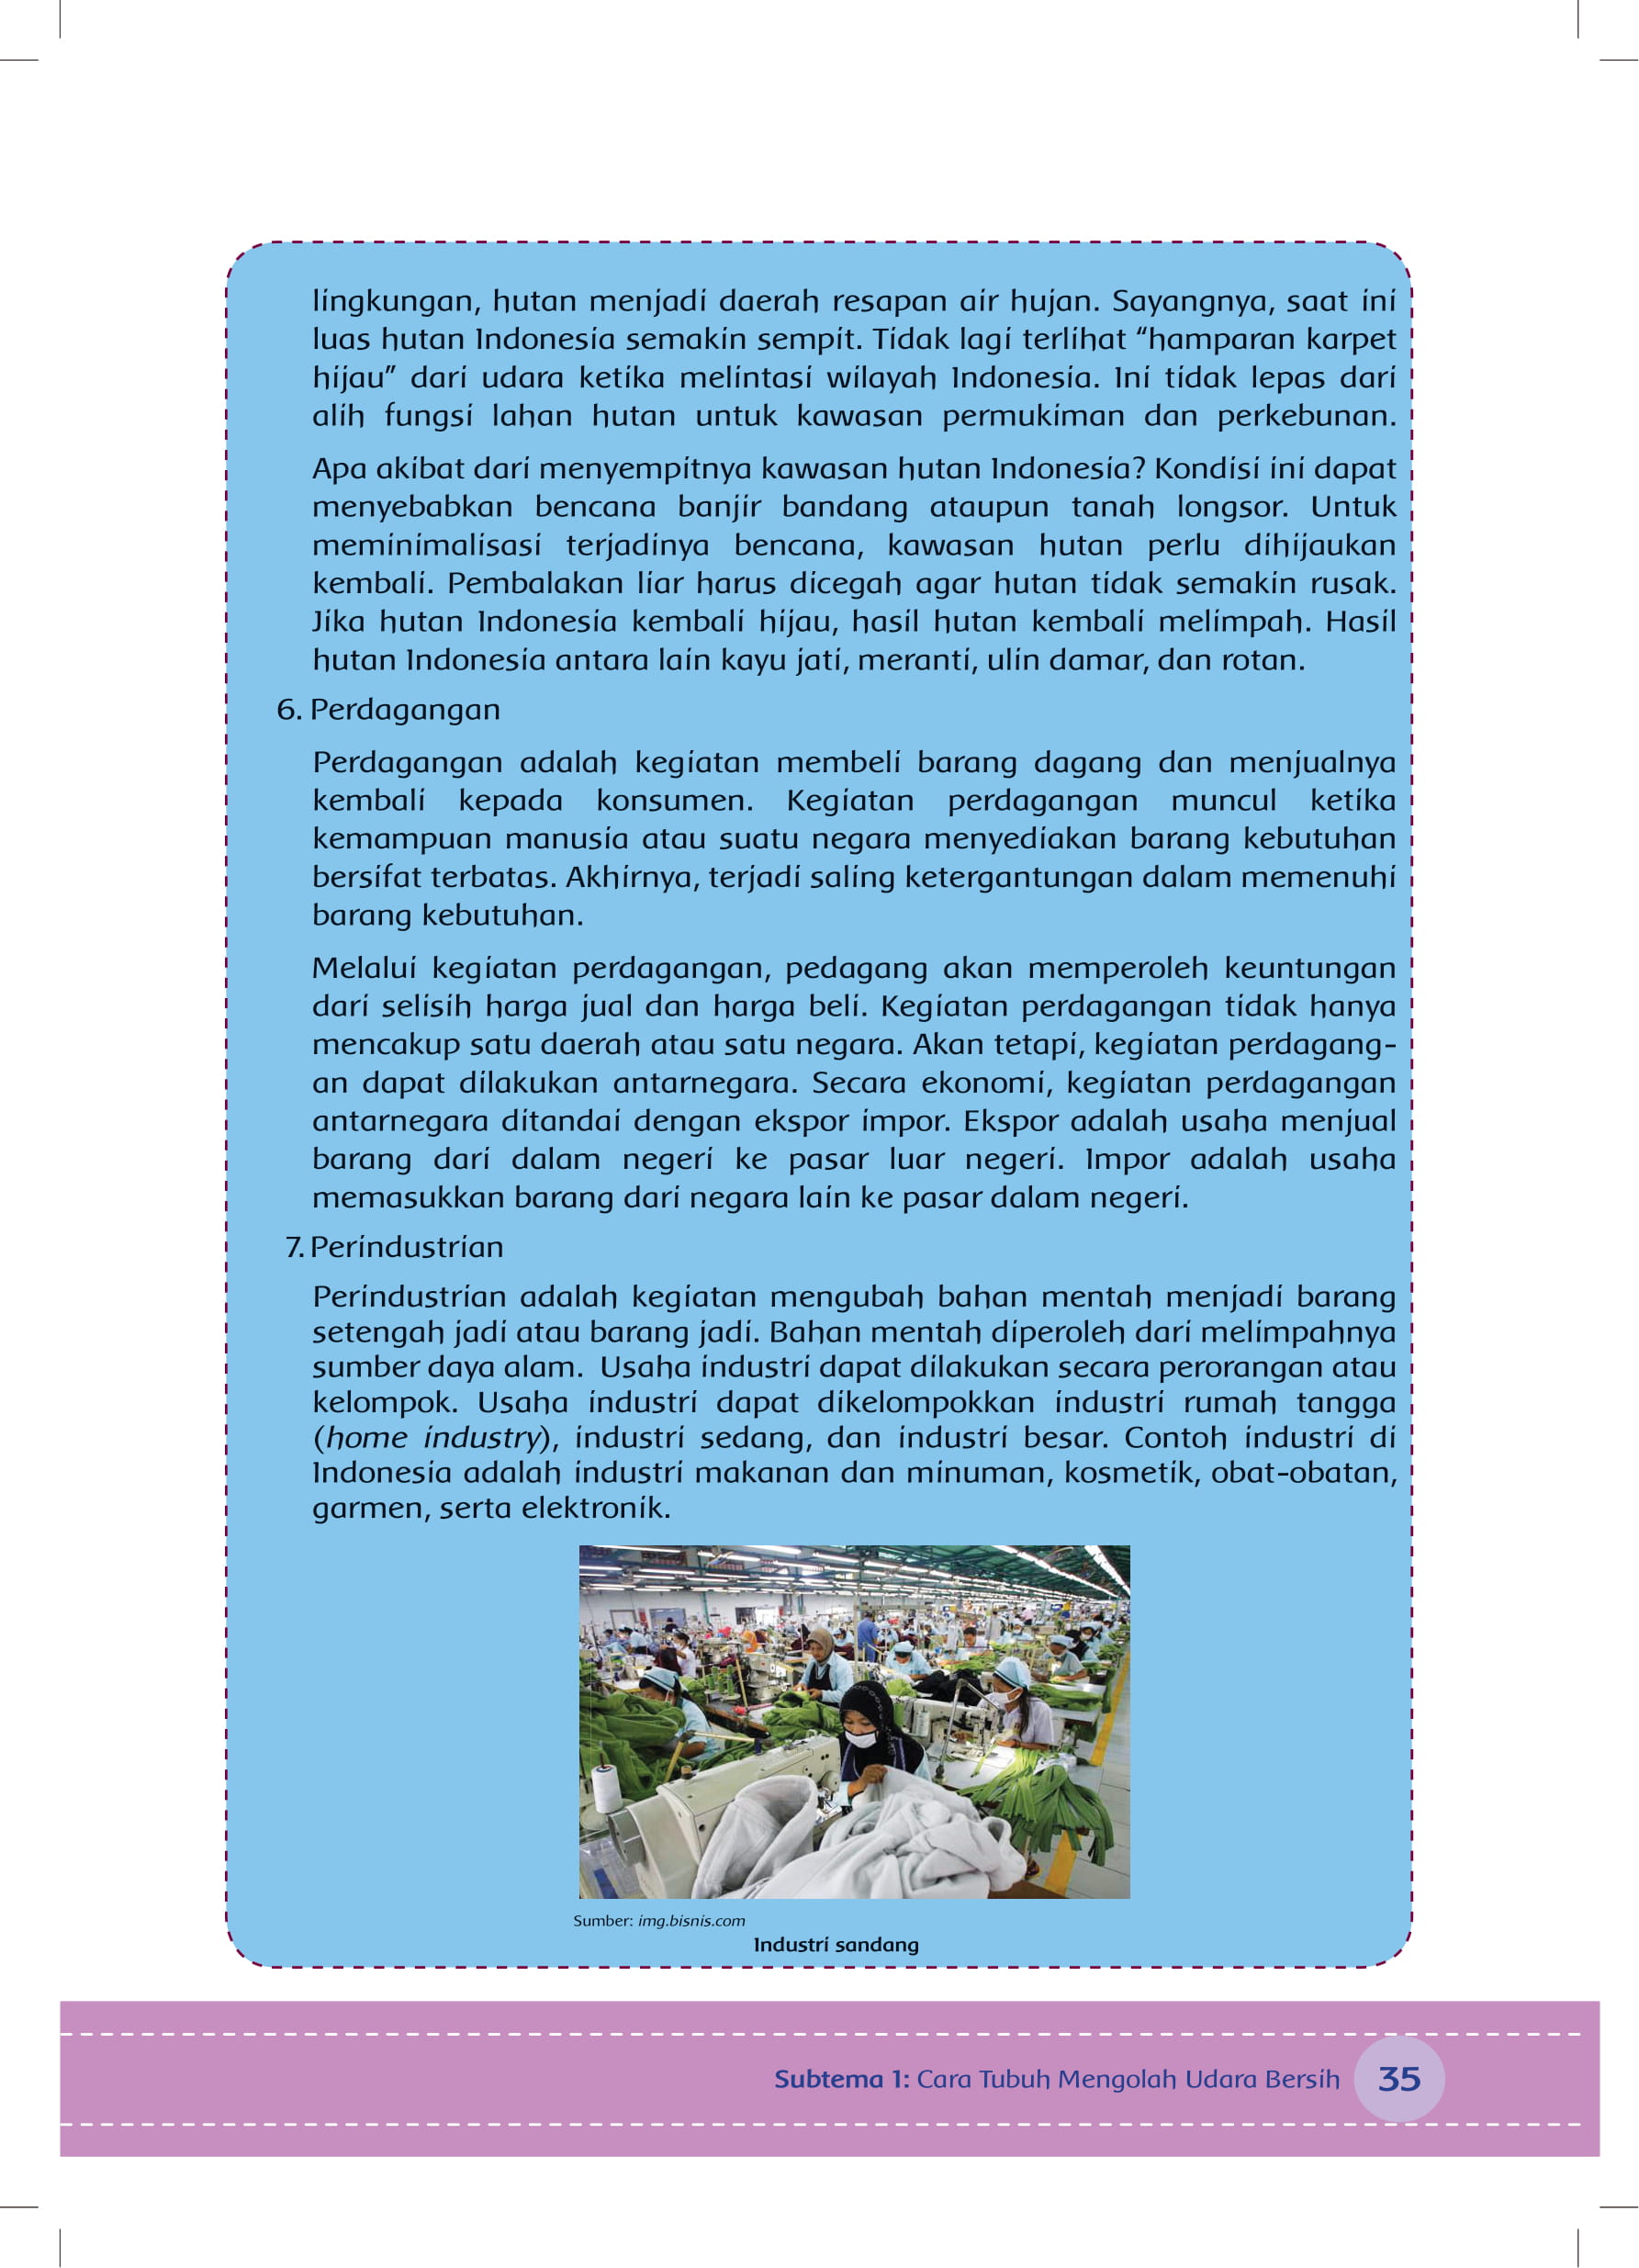 lingkungan, hutan menjadi daerah resapan air hujan. Sayangnya, saat ini
luas hutan Indonesia semakin sempit. Tidak lagi terlihat “hamparan karpet
hijau” dari udara ketika melintasi wilayah Indonesia. Ini tidak lepas dari
alih fungsi lahan hutan untuk kawasan permukiman dan perkebunan.
Apa akibat dari menyempitnya kawasan hutan Indonesia? Kondisi ini dapat
menyebabkan bencana banjir bandang ataupun tanah longsor. Untuk
meminimalisasi terjadinya bencana, kawasan hutan perlu dihijaukan
kembali. Pembalakan liar harus dicegah agar hutan tidak semakin rusak.
Jika hutan Indonesia kembali hijau, hasil hutan kembali melimpah. Hasil
hutan Indonesia antara lain kayu jati, meranti, ulin damar, dan rotan.
6. Perdagangan
Perdagangan adalah kegiatan membeli barang dagang dan menjualnya
kembali kepada konsumen. Kegiatan perdagangan muncul ketika
kemampuan manusia atau suatu negara menyediakan barang kebutuhan
bersifat terbatas. Akhirnya, terjadi saling ketergantungan dalam memenuhi
barang kebutuhan.
Melalui kegiatan perdagangan, pedagang akan memperoleh keuntungan
dari selisih harga jual dan harga beli. Kegiatan perdagangan tidak hanya
mencakup satu daerah atau satu negara. Akan tetapi, kegiatan perdagang-
an dapat dilakukan antarnegara. Secara ekonomi, kegiatan perdagangan
antarnegara ditandai dengan ekspor impor. Ekspor adalah usaha menjual
barang dari dalam negeri ke pasar luar negeri. Impor adalah usaha
memasukkan barang dari negara lain ke pasar dalam negeri.
7. Perindustrian
Perindustrian adalah kegiatan mengubah bahan mentah menjadi barang
setengah jadi atau barang jadi. Bahan mentah diperoleh dari melimpahnya
sumber daya alam. Usaha industri dapat dilakukan secara perorangan atau
kelompok. Usaha industri dapat dikelompokkan industri rumah tangga
(home industry), industri sedang, dan industri besar. Contoh industri di
Indonesia adalah industri makanan dan minuman, kosmetik, obat-obatan,
garmen, serta elektronik.
Sumber: img.bisnis.com
Industri sandang
Subtema 1: Cara Tubuh Mengolah Udara Bersih 35